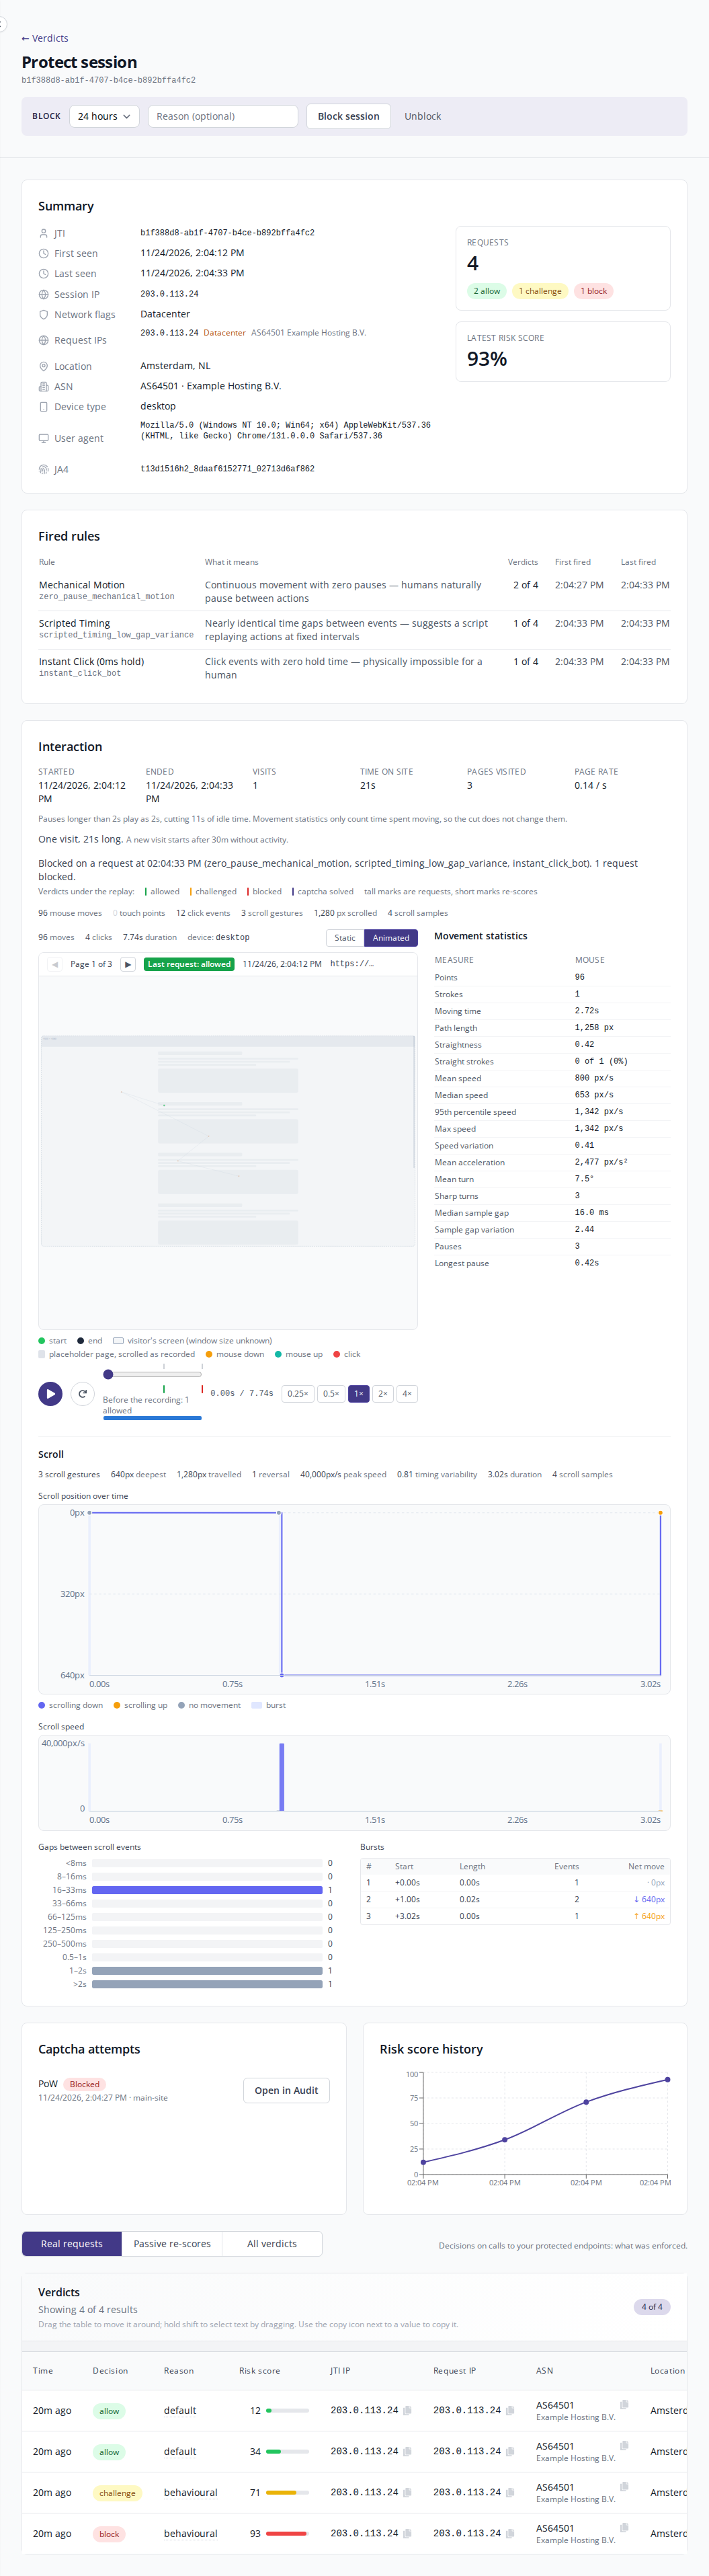 ← Verdicts
Protect session
b1f388d8-ab1f-4707-b4ce-b892bffa4fc2
BLOCK 24 hours Reason (optional) Block session Unblock
Summary
JTI b1f388d8-ab1f-4707-b4ce-b892bffa4fc2
First seen 11/24/2026, 2:04:12 PM
Last seen 11/24/2026, 2:04:33 PM
Session IP 203.0.113.24
Network flags Datacenter
Request IPs 203.0.113.24 Datacenter AS64501 Example Hosting B.V.
Location Amsterdam, NL
ASN AS64501 · Example Hosting B.V.
Device type desktop
User agent Mozilla/5.0 (Windows NT 10.0; Win64; x64) AppleWebKit/537.36
(KHTML, like Gecko) Chrome/131.0.0.0 Safari/537.36
JA4 t13d1516h2_8daaf6152771_02713d6af862
REQUESTS
4
2 allow 1 challenge 1 block
LATEST RISK SCORE
93%
Fired rules
Rule What it means Verdicts First fired Last fired
Mechanical Motion Continuous movement with zero pauses — humans naturally 2 of 4 2:04:27 PM 2:04:33 PM
zero_pause_mechanical_motion pause between actions
Scripted Timing Nearly identical time gaps between events — suggests a script 1 of 4 2:04:33 PM 2:04:33 PM
scripted_timing_low_gap_variance replaying actions at fixed intervals
Instant Click (0ms hold) Click events with zero hold time — physically impossible for a 1 of 4 2:04:33 PM 2:04:33 PM
instant_click_bot human
Interaction
STARTED ENDED VISITS TIME ON SITE PAGES VISITED PAGE RATE
11/24/2026, 2:04:12 11/24/2026, 2:04:33 1 21s 3 0.14 / s
PM PM
Pauses longer than 2s play as 2s, cutting 11s of idle time. Movement statistics only count time spent moving, so the cut does not change them.
One visit, 21s long. A new visit starts after 30m without activity.
Blocked on a request at 02:04:33 PM (zero_pause_mechanical_motion, scripted_timing_low_gap_variance, instant_click_bot). 1 request
blocked.
Verdicts under the replay: allowed challenged blocked captcha solved tall marks are requests, short marks re-scores
96 mouse moves 0 touch points 12 click events 3 scroll gestures 1,280 px scrolled 4 scroll samples
96 moves 4 clicks 7.74s duration device: desktop Static Animated
◀ Page 1 of 3 ▶ Last request: allowed 11/24/26, 2:04:12 PM https://…
Movement statistics
MEASURE MOUSE
Points 96
Strokes 1
Moving time 2.72s
Path length 1,258 px
Straightness 0.42
Straight strokes 0 of 1 (0%)
Mean speed 800 px/s
Median speed 653 px/s
95th percentile speed 1,342 px/s
Max speed 1,342 px/s
Speed variation 0.41
Mean acceleration 2,477 px/s²
Mean turn 7.5°
Sharp turns 3
Median sample gap 16.0 ms
Sample gap variation 2.44
Pauses 3
Longest pause 0.42s
start end visitor's screen (window size unknown)
placeholder page, scrolled as recorded mouse down mouse up click
0.00s / 7.74s 0.25× 0.5× 1× 2× 4×
Before the recording: 1
allowed
Scroll
3 scroll gestures 640px deepest 1,280px travelled 1 reversal 40,000px/s peak speed 0.81 timing variability 3.02s duration 4 scroll samples
Scroll position over time
0px
320px
640px
0.00s 0.75s 1.51s 2.26s 3.02s
scrolling down scrolling up no movement burst
Scroll speed
40,000px/s
0
0.00s 0.75s 1.51s 2.26s 3.02s
Gaps between scroll events
<8ms 0
8–16ms 0
16–33ms 1
33–66ms 0
66–125ms 0
125–250ms 0
250–500ms 0
0.5–1s 0
1–2s 1
>2s 1
Bursts
# Start Length Events Net move
1 +0.00s 0.00s 1 · 0px
2 +1.00s 0.02s 2 ↓ 640px
3 +3.02s 0.00s 1 ↑ 640px
Captcha attempts
PoW Blocked
11/24/2026, 2:04:27 PM · main-site
Open in Audit
Risk score history
100
75
50
25
0
02:04 PM 02:04 PM 02:04 PM 02:04 PM
Real requests Passive re-scores All verdicts
Decisions on calls to your protected endpoints: what was enforced.
Verdicts
Showing 4 of 4 results
Drag the table to move it around; hold shift to select text by dragging. Use the copy icon next to a value to copy it.
4 of 4
Time Decision Reason Risk score JTI IP Request IP ASN Location
20m ago allow default 12 203.0.113.24 203.0.113.24 AS64501 Amsterd
Example Hosting B.V.
20m ago allow default 34 203.0.113.24 203.0.113.24 AS64501 Amsterd
Example Hosting B.V.
20m ago challenge behavioural 71 203.0.113.24 203.0.113.24 AS64501 Amsterd
Example Hosting B.V.
20m ago block behavioural 93 203.0.113.24 203.0.113.24 AS64501 Amsterd
Example Hosting B.V.